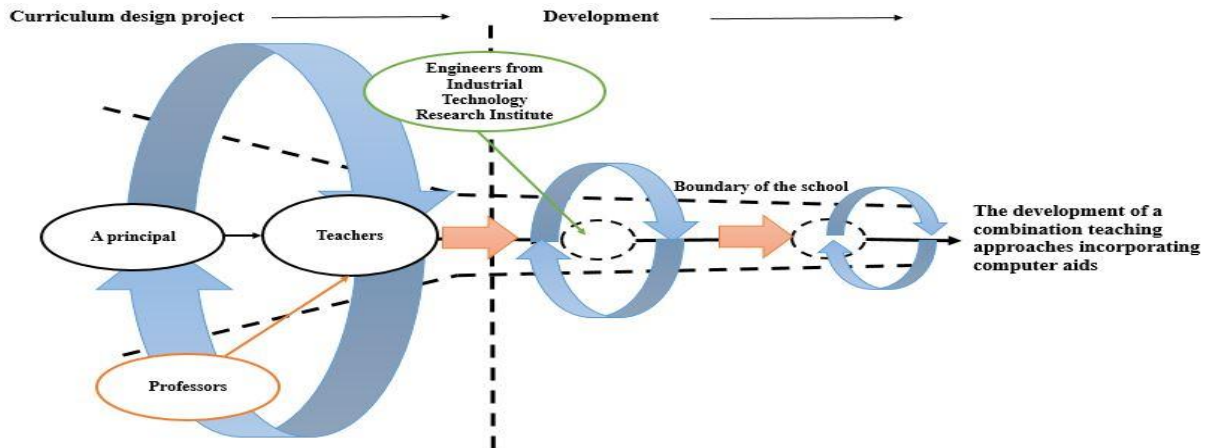 Curriculum design project
Development
Engineers from
Industrial
Technology
Research Institute
Boundary of the school
A principal
Teachers
The development of a
combination teaching
approaches incorporating
computer aids
Professors